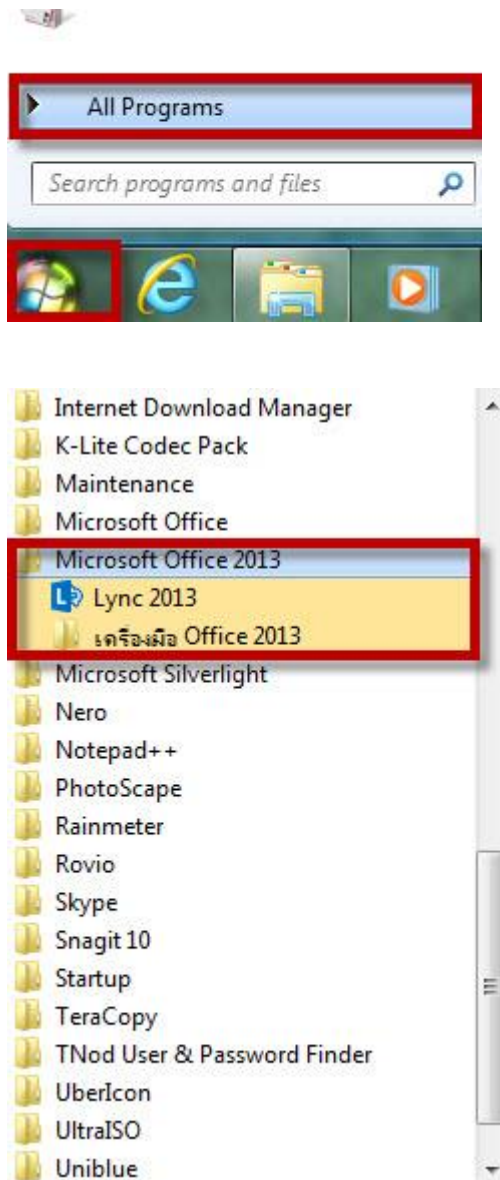 All Programs
Search programs and files
Internet Download Manager
K-Lite Codec Pack
Maintenance
Microsoft Office
Microsoft Office 2013
Lync 2013
เครื่องมือ Office 2013
Microsoft Silverlight
Nero
Notepad++
PhotoScape
Rainmeter
Rovio
Skype
Snagit 10
Startup
TeraCopy
TNod User & Password Finder
UberIcon
UltraISO
Uniblue